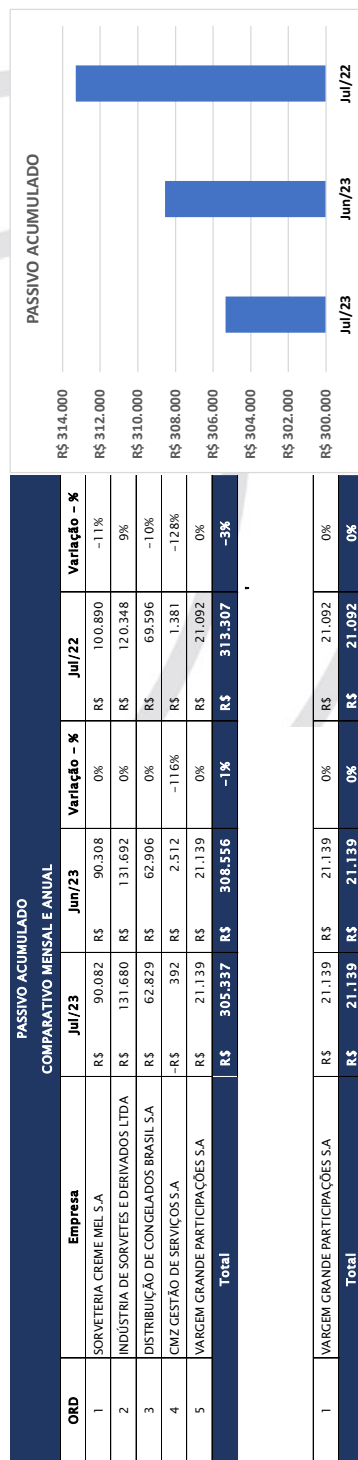 PASSIVO ACUMULADO
COMPARATIVO MENSAL E ANUAL
ORD Empresa Jul/23 Jun/23 Variação - % Jul/22 Variação - %
1 SORVETERIA CREME MEL S.A R$ 90.082 R$ 90.308 0% R$ 100.890 -11%
2 INDÚSTRIA DE SORVETES E DERIVADOS LTDA R$ 131.680 R$ 131.692 0% R$ 120.348 9%
3 DISTRIBUIÇÃO DE CONGELADOS BRASIL S.A R$ 62.829 R$ 62.906 0% R$ 69.596 -10%
4 CMZ GESTÃO DE SERVIÇOS S.A -R$ 392 R$ 2.512 -116% R$ 1.381 -128%
5 VARGEM GRANDE PARTICIPAÇÕES S.A R$ 21.139 R$ 21.139 0% R$ 21.092 0%
Total R$ 305.337 R$ 308.556 -1% R$ 313.307 -3%
1 VARGEM GRANDE PARTICIPAÇÕES S.A R$ 21.139 R$ 21.139 0% R$ 21.092 0%
Total R$ 21.139 R$ 21.139 0% R$ 21.092 0%
PASSIVO ACUMULADO
R$ 314.000
R$ 312.000
R$ 310.000
R$ 308.000
R$ 306.000
R$ 304.000
R$ 302.000
R$ 300.000
Jul/23 Jun/23 Jul/22